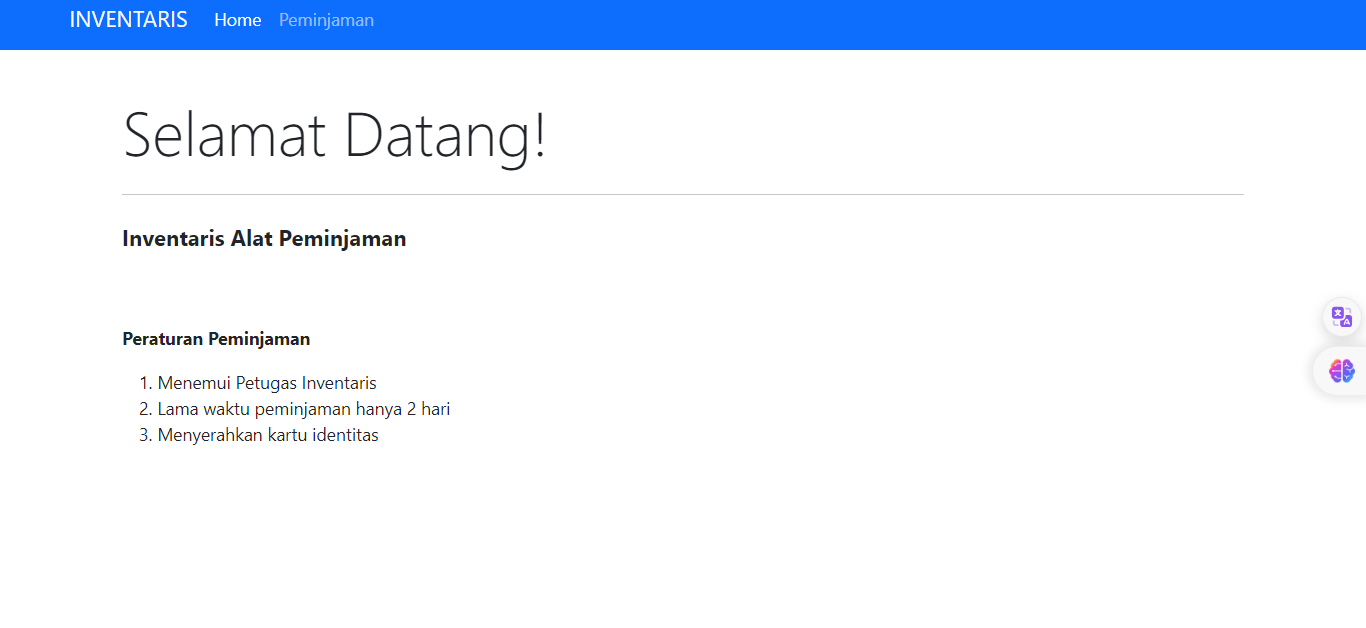 INVENTARIS Home Peminjaman
Selamat Datang!
Inventaris Alat Peminjaman
Peraturan Peminjaman
1. Menemui Petugas Inventaris
2. Lama waktu peminjaman hanya 2 hari
3. Menyerahkan kartu identitas